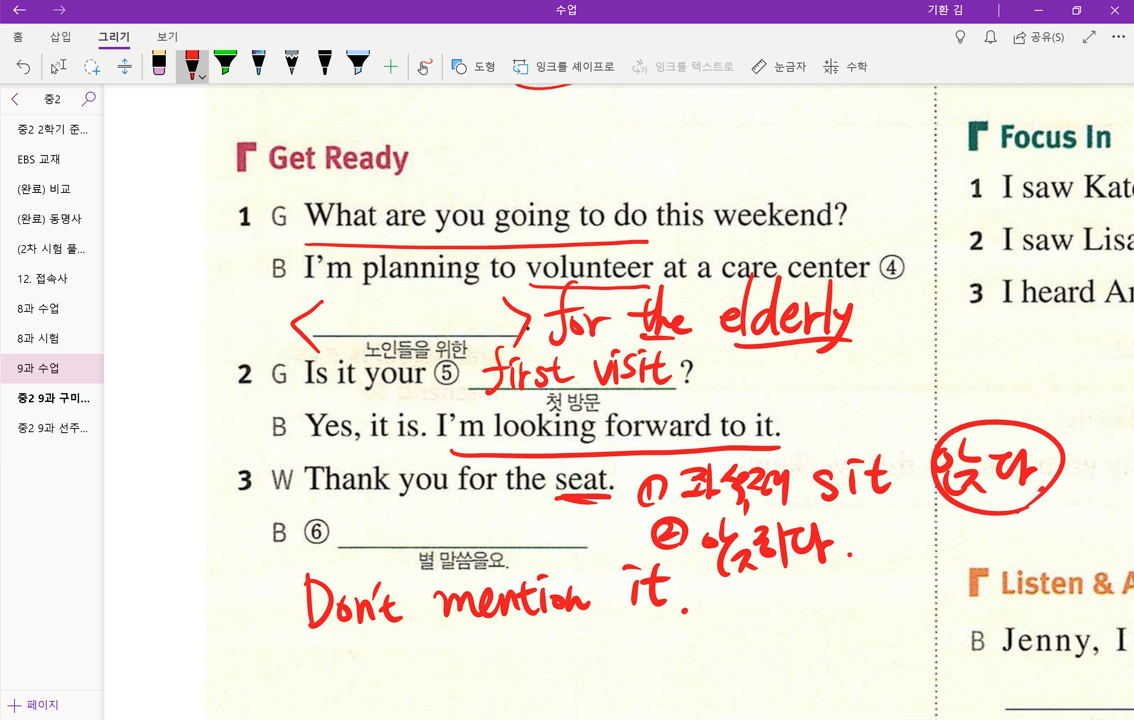 수업
기환 김
홈 삽입 그리기 보기
공유(S)
도형 잉크를 셰이프로 잉크를 텍스트로 눈금자 수학
중2
중2 2학기 준...
EBS 교재
(완료) 비교
(완료) 동명사
(2차 시험 풀...
12. 접속사
8과 수업
8과 시험
9과 수업
중2 9과 구미...
중2 9과 선주...
페이지
Get Ready
1 G What are you going to do this weekend?
B I'm planning to volunteer at a care center ④
< ____________ . > for the elderly
노인들을 위한
2 G Is it your ⑤ first visit ?
첫 방문
B Yes, it is. I'm looking forward to it.
3 W Thank you for the seat. ① 좌석 sit 앉다.
② 앉히다.
B ⑥ ____________
별 말씀을요.
Don't mention it.
Focus In
1 I saw Kat
2 I saw Lisa
3 I heard
Listen &
B Jenny, I